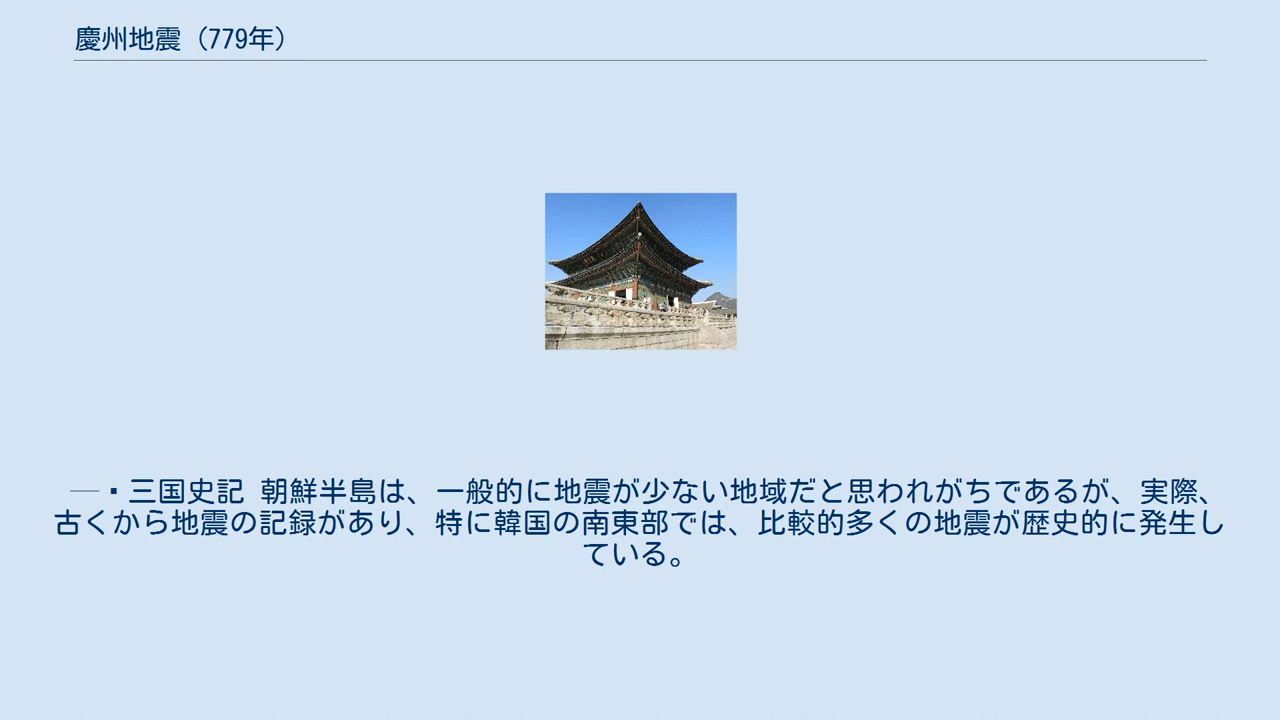 慶州地震（779年）
―・三国史記 朝鮮半島は、一般的に地震が少ない地域だと思われがちであるが、実際、
古くから地震の記録があり、特に韓国の南東部では、比較的多くの地震が歴史的に発生し
ている。